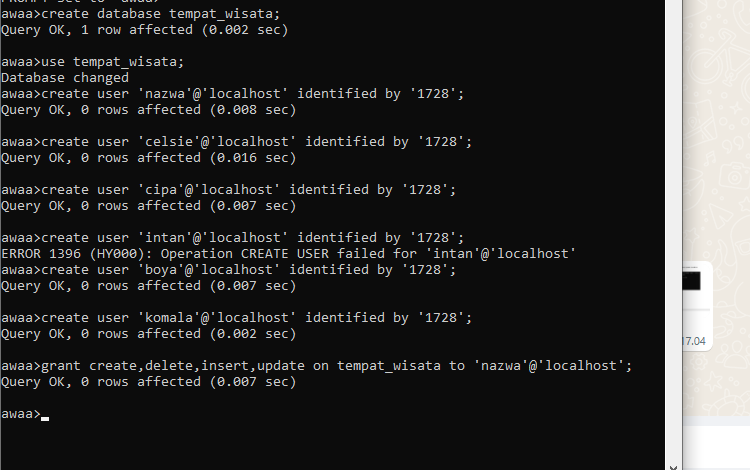 awaa>create database tempat_wisata;
Query OK, 1 row affected (0.002 sec)
awaa>use tempat_wisata;
Database changed
awaa>create user 'nazwa'@'localhost' identified by '1728';
Query OK, 0 rows affected (0.008 sec)
awaa>create user 'celsie'@'localhost' identified by '1728';
Query OK, 0 rows affected (0.016 sec)
awaa>create user 'cipa'@'localhost' identified by '1728';
Query OK, 0 rows affected (0.007 sec)
awaa>create user 'intan'@'localhost' identified by '1728';
ERROR 1396 (HY000): Operation CREATE USER failed for 'intan'@'localhost'
awaa>create user 'boya'@'localhost' identified by '1728';
Query OK, 0 rows affected (0.007 sec)
awaa>create user 'komala'@'localhost' identified by '1728';
Query OK, 0 rows affected (0.002 sec)
awaa>grant create,delete,insert,update on tempat_wisata to 'nazwa'@'localhost';
Query OK, 0 rows affected (0.007 sec)
awaa>
17.04